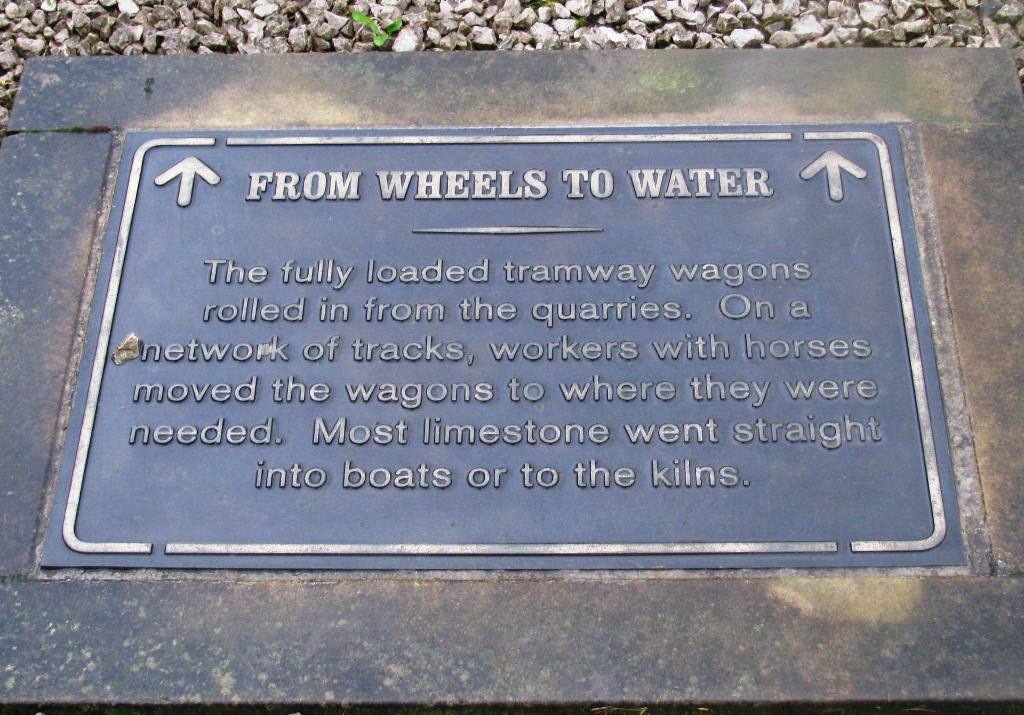 FROM WHEELS TO WATER
The fully loaded tramway wagons
rolled in from the quarries. On a
network of tracks, workers with horses
moved the wagons to where they were
needed. Most limestone went straight
into boats or to the kilns.